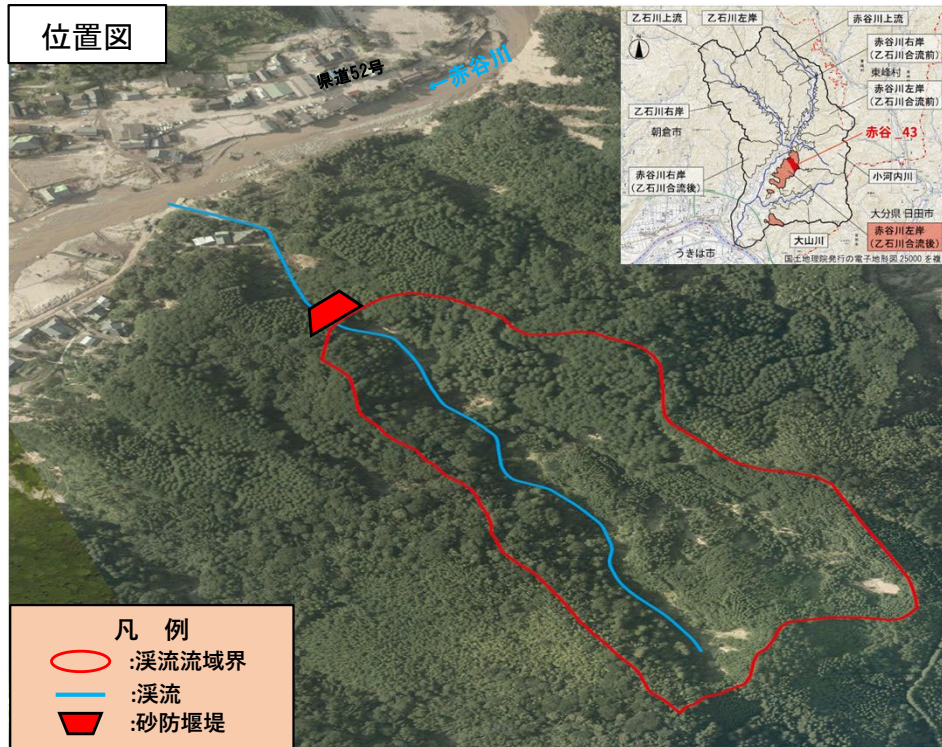 位置図
県道52号
←赤谷川
乙石川上流
乙石川左岸
赤谷川上流
赤谷川右岸
(乙石川合流前)
東峰村
赤谷川左岸
(乙石川合流前)
乙石川右岸
朝倉市
赤谷_43
赤谷川右岸
(乙石川合流後)
小河内川
大分県 日田市
大山川
赤谷川左岸
(乙石川合流後)
うきは市
国土地理院発行の電子地形図25000を複
凡 例
:渓流流域界
:渓流
:砂防堰堤